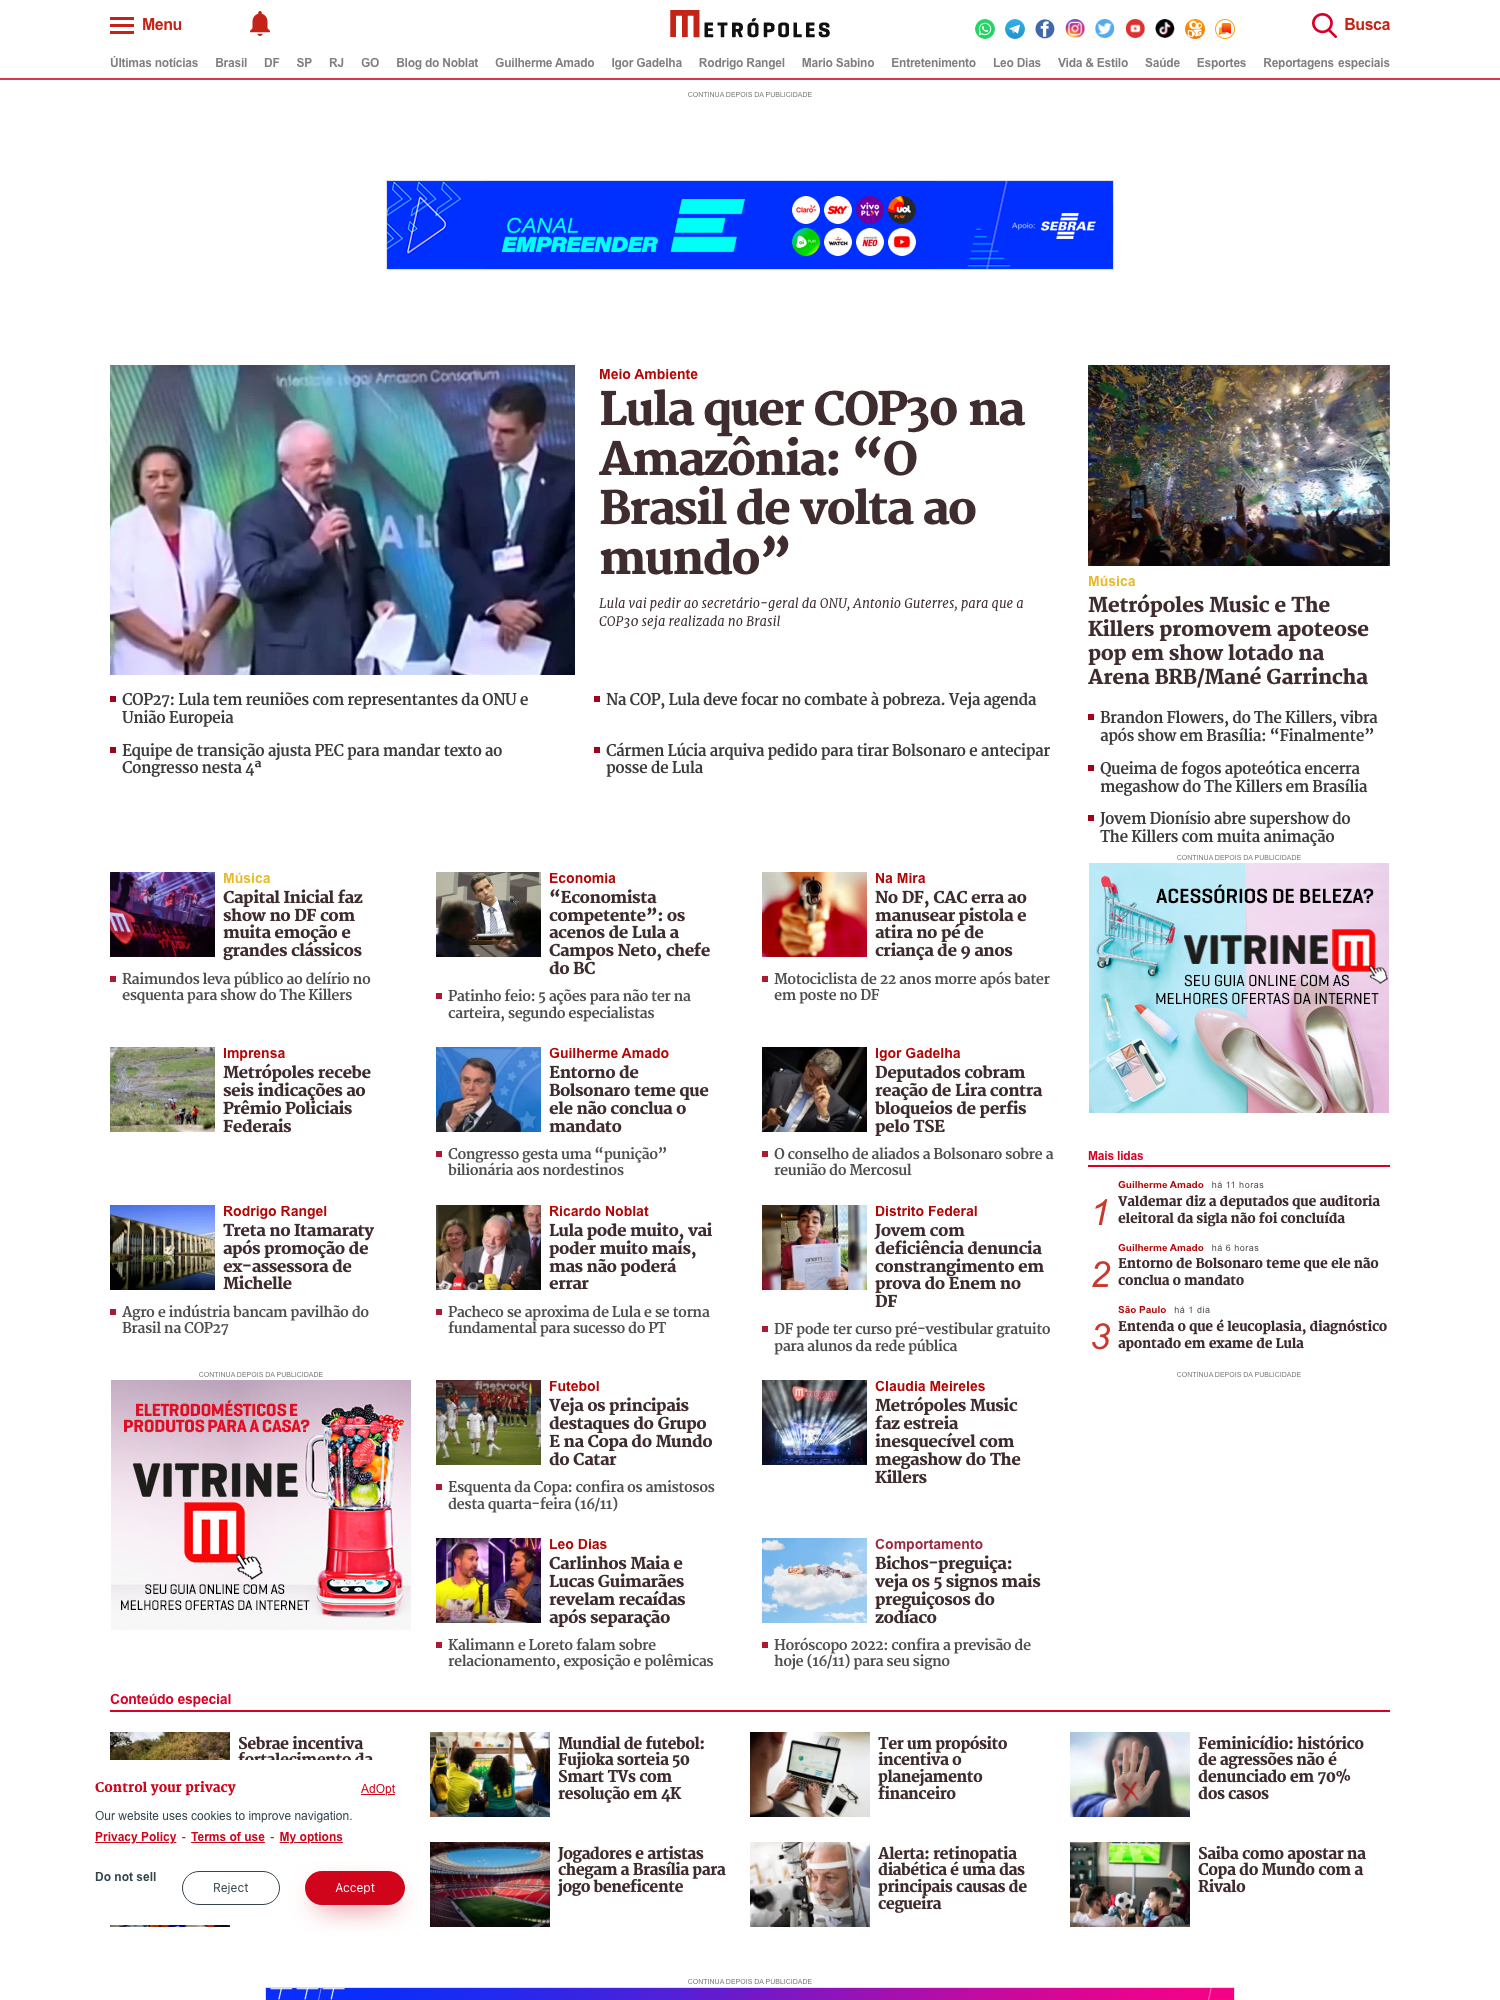 Menu
METRÓPOLES
Busca
Últimas notícias Brasil DF SP RJ GO Blog do Noblat Guilherme Amado Igor Gadelha Rodrigo Rangel Mario Sabino Entretenimento Leo Dias Vida & Estilo Saúde Esportes Reportagens especiais
CONTINUA DEPOIS DA PUBLICIDADE
CANAL
EMPREENDER
Claro
SKY
vivo
PLAY
UOL
WATCH
NEO
Apoio: SEBRAE
Interstate Legal Amazon Consortium
Meio Ambiente
Lula quer COP30 na
Amazônia: “O
Brasil de volta ao
mundo”
Lula vai pedir ao secretário-geral da ONU, Antonio Guterres, para que a
COP30 seja realizada no Brasil
COP27: Lula tem reuniões com representantes da ONU e
União Europeia
Na COP, Lula deve focar no combate à pobreza. Veja agenda
Equipe de transição ajusta PEC para mandar texto ao
Congresso nesta 4ª
Cármen Lúcia arquiva pedido para tirar Bolsonaro e antecipar
posse de Lula
Música
Metrópoles Music e The
Killers promovem apoteose
pop em show lotado na
Arena BRB/Mané Garrincha
Brandon Flowers, do The Killers, vibra
após show em Brasília: “Finalmente”
Queima de fogos apoteótica encerra
megashow do The Killers em Brasília
Jovem Dionísio abre supershow do
The Killers com muita animação
CONTINUA DEPOIS DA PUBLICIDADE
ACESSÓRIOS DE BELEZA?
VITRINE M
SEU GUIA ONLINE COM AS
MELHORES OFERTAS DA INTERNET
Música
Capital Inicial faz
show no DF com
muita emoção e
grandes clássicos
Raimundos leva público ao delírio no
esquenta para show do The Killers
Economia
“Economista
competente”: os
acenos de Lula a
Campos Neto, chefe
do BC
Patinho feio: 5 ações para não ter na
carteira, segundo especialistas
Na Mira
No DF, CAC erra ao
manusear pistola e
atira no pé de
criança de 9 anos
Motociclista de 22 anos morre após bater
em poste no DF
Imprensa
Metrópoles recebe
seis indicações ao
Prêmio Policiais
Federais
Guilherme Amado
Entorno de
Bolsonaro teme que
ele não conclua o
mandato
Congresso gesta uma “punição”
bilionária aos nordestinos
Igor Gadelha
Deputados cobram
reação de Lira contra
bloqueios de perfis
pelo TSE
O conselho de aliados a Bolsonaro sobre a
reunião do Mercosul
Mais lidas
1
Guilherme Amado há 11 horas
Valdemar diz a deputados que auditoria
eleitoral da sigla não foi concluída
2
Guilherme Amado há 6 horas
Entorno de Bolsonaro teme que ele não
conclua o mandato
3
São Paulo há 1 dia
Entenda o que é leucoplasia, diagnóstico
apontado em exame de Lula
CONTINUA DEPOIS DA PUBLICIDADE
Rodrigo Rangel
Treta no Itamaraty
após promoção de
ex-assessora de
Michelle
Agro e indústria bancam pavilhão do
Brasil na COP27
Ricardo Noblat
Lula pode muito, vai
poder muito mais,
mas não poderá
errar
Pacheco se aproxima de Lula e se torna
fundamental para sucesso do PT
Distrito Federal
Jovem com
deficiência denuncia
constrangimento em
prova do Enem no
DF
DF pode ter curso pré-vestibular gratuito
para alunos da rede pública
CONTINUA DEPOIS DA PUBLICIDADE
ELETRODOMÉSTICOS E
PRODUTOS PARA A CASA?
VITRINE
M
SEU GUIA ONLINE COM AS
MELHORES OFERTAS DA INTERNET
Futebol
Veja os principais
destaques do Grupo
E na Copa do Mundo
do Catar
Esquenta da Copa: confira os amistosos
desta quarta-feira (16/11)
Claudia Meireles
Metrópoles Music
faz estreia
inesquecível com
megashow do The
Killers
Leo Dias
Carlinhos Maia e
Lucas Guimarães
revelam recaídas
após separação
Kalimann e Loreto falam sobre
relacionamento, exposição e polêmicas
Comportamento
Bichos-preguiça:
veja os 5 signos mais
preguiçosos do
zodíaco
Horóscopo 2022: confira a previsão de
hoje (16/11) para seu signo
Conteúdo especial
Sebrae incentiva
fortalecimento da
Mundial de futebol:
Fujioka sorteia 50
Smart TVs com
resolução em 4K
Ter um propósito
incentiva o
planejamento
financeiro
Feminicídio: histórico
de agressões não é
denunciado em 70%
dos casos
Control your privacy
AdOpt
Our website uses cookies to improve navigation.
Privacy Policy - Terms of use - My options
Do not sell
Reject
Accept
Jogadores e artistas
chegam a Brasília para
jogo beneficente
Alerta: retinopatia
diabética é uma das
principais causas de
cegueira
Saiba como apostar na
Copa do Mundo com a
Rivalo
CONTINUA DEPOIS DA PUBLICIDADE